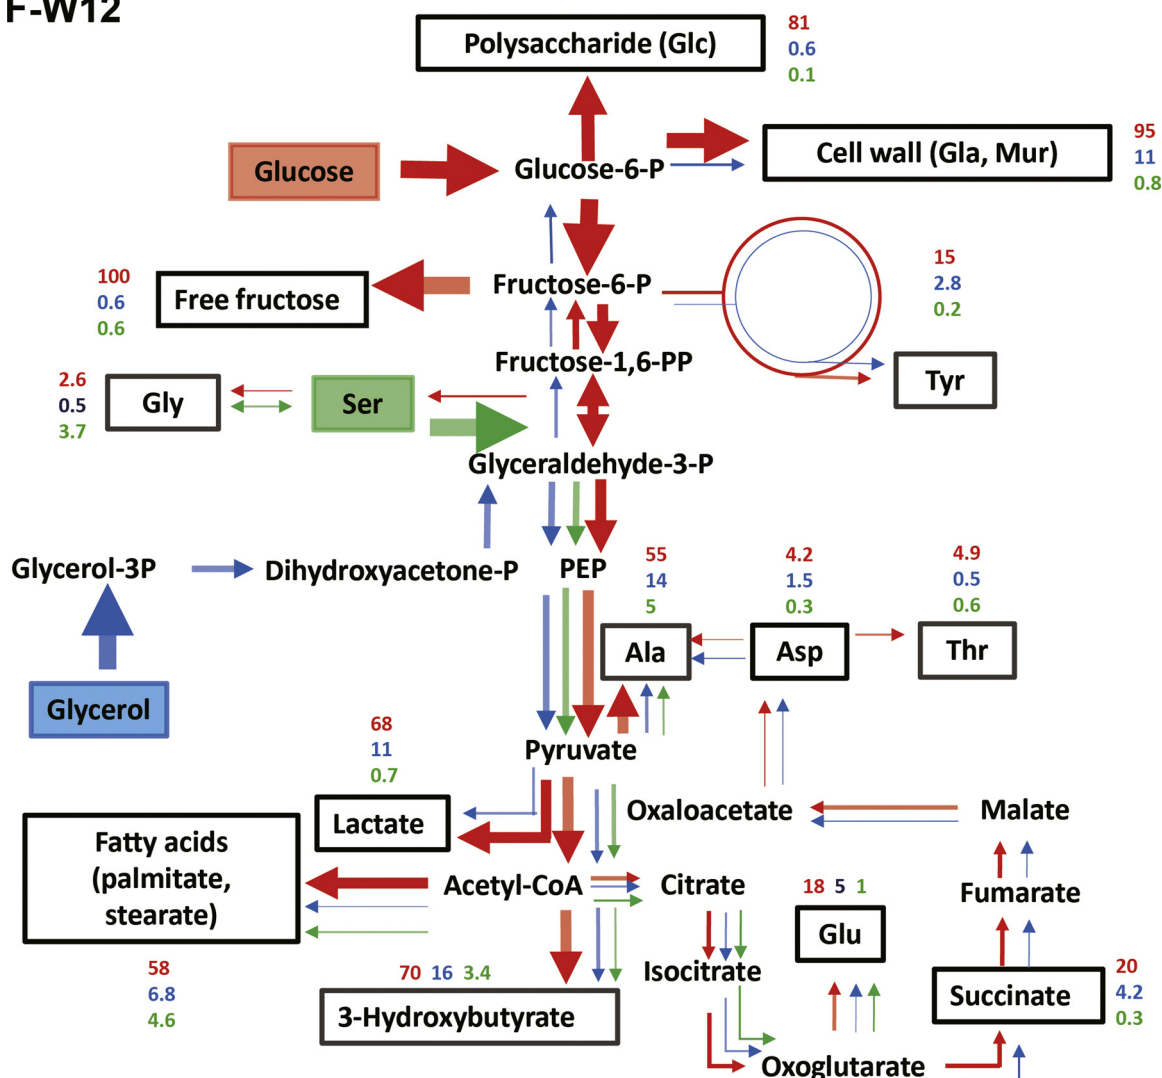 F-W12
Polysaccharide (Glc)
81
0.6
0.1
Glucose
Glucose-6-P
Cell wall (Gla, Mur)
95
11
0.8
100
0.6
0.6
Free fructose
Fructose-6-P
15
2.8
0.2
Fructose-1,6-PP
Tyr
2.6
0.5
3.7
Gly
Ser
Glyceraldehyde-3-P
Glycerol-3P
Dihydroxyacetone-P
PEP
55
14
5
4.2
1.5
0.3
4.9
0.5
0.6
Ala
Asp
Thr
Glycerol
68
11
0.7
Pyruvate
Lactate
Oxaloacetate
Malate
Fatty acids
(palmitate,
stearate)
Acetyl-CoA
Citrate
18 5 1
Fumarate
Glu
58
6.8
4.6
70 16 3.4
Isocitrate
Succinate
20
4.2
0.3
3-Hydroxybutyrate
Oxoglutarate